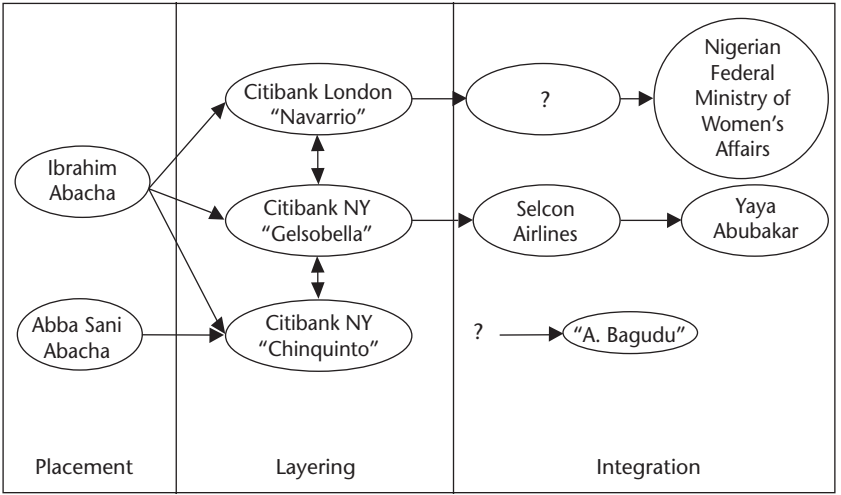 Ibrahim
Abacha
Abba Sani
Abacha
Placement
Citibank London
“Navarrio”
Citibank NY
“Gelsobella”
Citibank NY
“Chinquinto”
Layering
?
Nigerian
Federal
Ministry of
Women’s
Affairs
Selcon
Airlines
Yaya
Abubakar
?
“A. Bagudu”
Integration